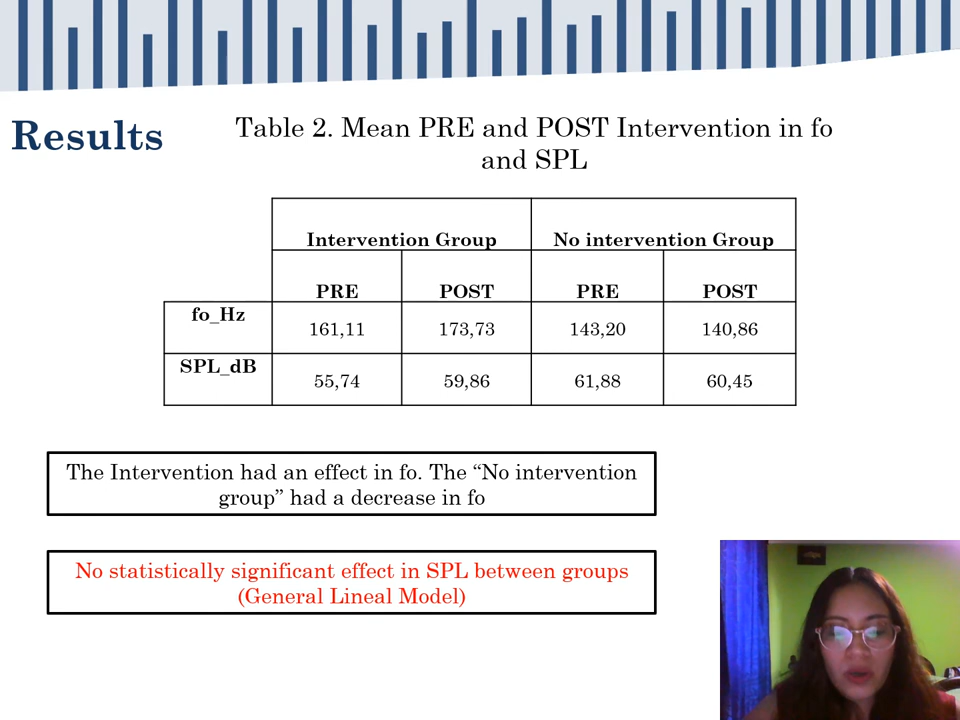 Results
Table 2. Mean PRE and POST Intervention in fo
and SPL
Intervention Group No intervention Group
PRE POST PRE POST
fo_Hz 161,11 173,73 143,20 140,86
SPL_dB 55,74 59,86 61,88 60,45
The Intervention had an effect in fo. The “No intervention
group” had a decrease in fo
No statistically significant effect in SPL between groups
(General Lineal Model)